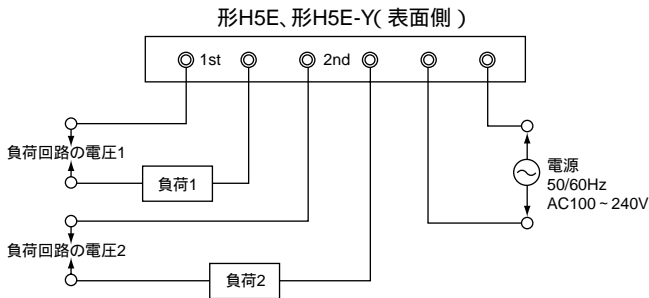 形H5E、形H5E-Y(表面側)
1st
2nd
負荷回路の電圧1
負荷1
電源
50/60Hz
AC100~240V
負荷回路の電圧2
負荷2